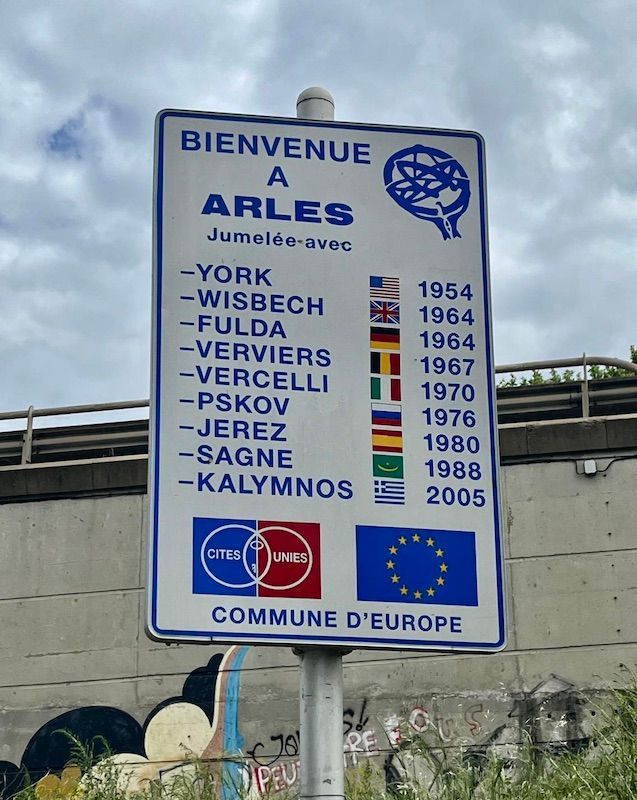 BIENVENUE
A
ARLES
Jumelée-avec
-YORK 1954
-WISBECH 1964
-FULDA 1964
-VERVIERS 1967
-VERCELLI 1970
-PSKOV 1976
-JEREZ 1980
-SAGNE 1988
-KALYMNOS 2005
CITES UNIES
COMMUNE D'EUROPE